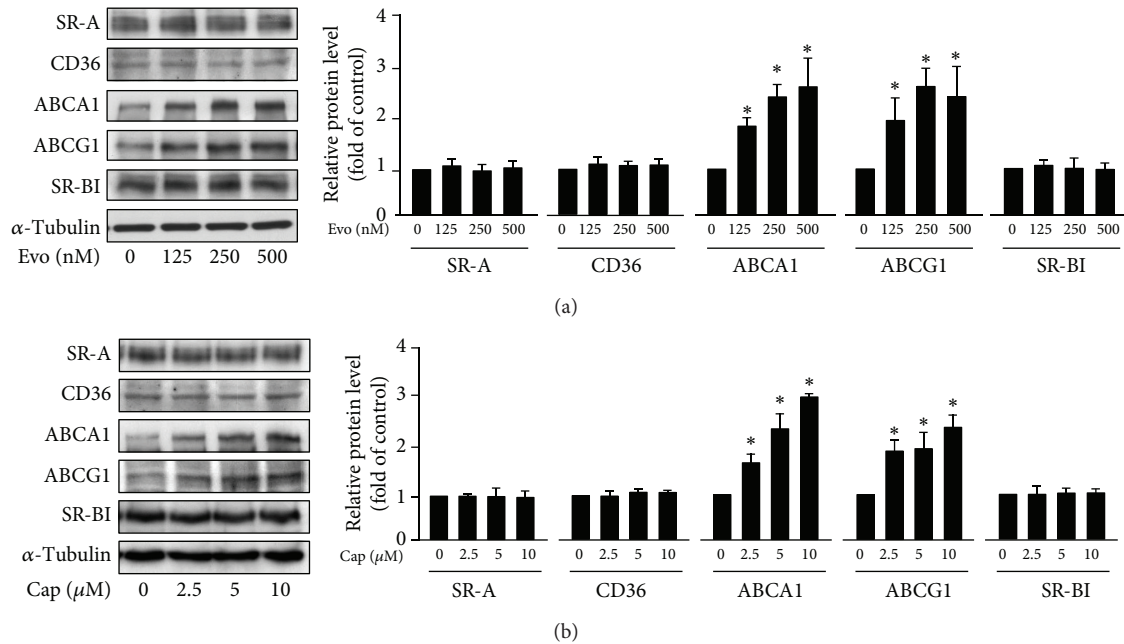 SR-A
CD36
ABCA1
ABCG1
SR-BI
α-Tubulin
Evo (nM) 0 125 250 500
Relative protein level
(fold of control)
4
3
2
1
0
* * * * * *
Evo (nM) 0 125 250 500 0 125 250 500 0 125 250 500 0 125 250 500 0 125 250 500
SR-A CD36 ABCA1 ABCG1 SR-BI
(a)
SR-A
CD36
ABCA1
ABCG1
SR-BI
α-Tubulin
Cap (μM) 0 2.5 5 10
Relative protein level
(fold of control)
4
3
2
1
0
* * * * * *
Cap (μM) 0 2.5 5 10 0 2.5 5 10 0 2.5 5 10 0 2.5 5 10 0 2.5 5 10
SR-A CD36 ABCA1 ABCG1 SR-BI
(b)